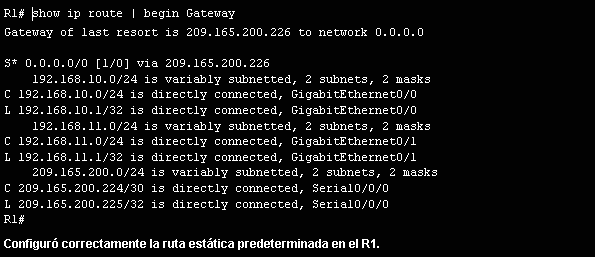 R1# show ip route | begin Gateway
Gateway of last resort is 209.165.200.226 to network 0.0.0.0
S* 0.0.0.0/0 [1/0] via 209.165.200.226
192.168.10.0/24 is variably subnetted, 2 subnets, 2 masks
C 192.168.10.0/24 is directly connected, GigabitEthernet0/0
L 192.168.10.1/32 is directly connected, GigabitEthernet0/0
192.168.11.0/24 is variably subnetted, 2 subnets, 2 masks
C 192.168.11.0/24 is directly connected, GigabitEthernet0/1
L 192.168.11.1/32 is directly connected, GigabitEthernet0/1
209.165.200.0/24 is variably subnetted, 2 subnets, 2 masks
C 209.165.200.224/30 is directly connected, Serial0/0/0
L 209.165.200.225/32 is directly connected, Serial0/0/0
R1#
Configuró correctamente la ruta estática predeterminada en el R1.